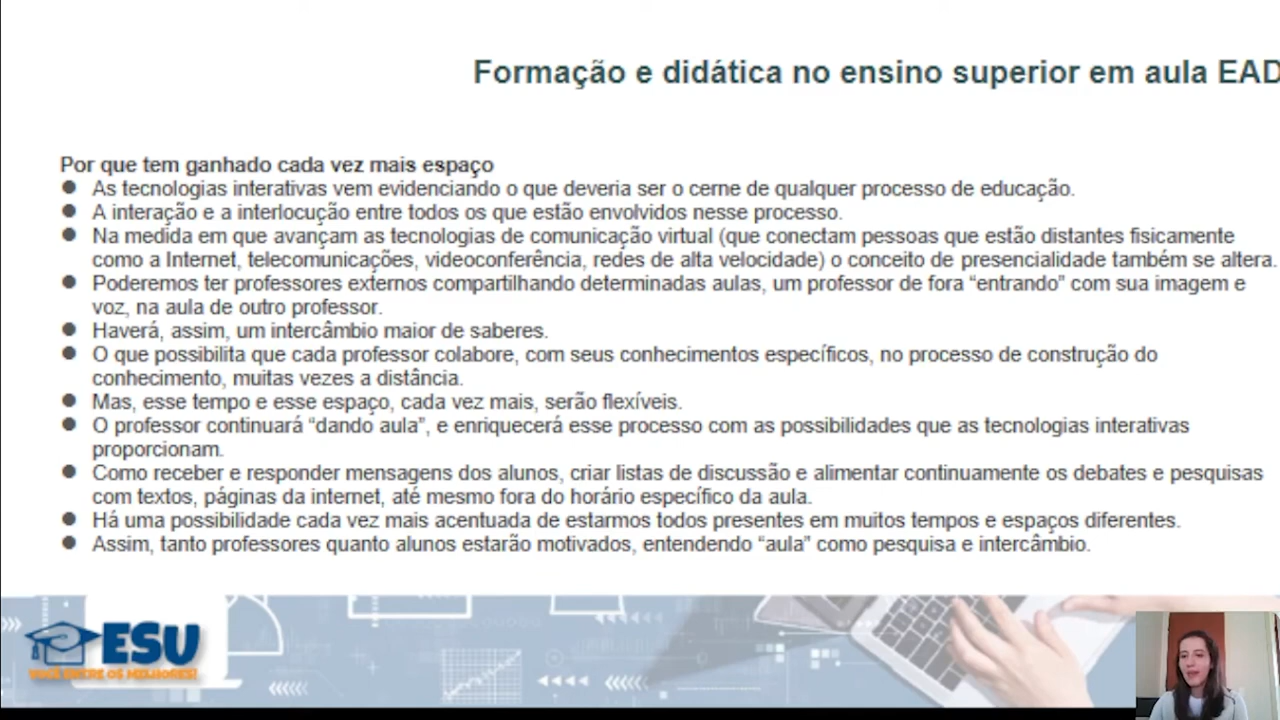 Formação e didática no ensino superior em aula EAD
Por que tem ganhado cada vez mais espaço
● As tecnologias interativas vem evidenciando o que deveria ser o cerne de qualquer processo de educação.
● A interação e a interlocução entre todos os que estão envolvidos nesse processo.
● Na medida em que avançam as tecnologias de comunicação virtual (que conectam pessoas que estão distantes fisicamente
como a Internet, telecomunicações, videoconferência, redes de alta velocidade) o conceito de presencialidade também se altera.
● Poderemos ter professores externos compartilhando determinadas aulas, um professor de fora “entrando” com sua imagem e
voz, na aula de outro professor.
● Haverá, assim, um intercâmbio maior de saberes.
● O que possibilita que cada professor colabore, com seus conhecimentos específicos, no processo de construção do
conhecimento, muitas vezes a distância.
● Mas, esse tempo e esse espaço, cada vez mais, serão flexíveis.
● O professor continuará “dando aula”, e enriquecerá esse processo com as possibilidades que as tecnologias interativas
proporcionam.
● Como receber e responder mensagens dos alunos, criar listas de discussão e alimentar continuamente os debates e pesquisas
com textos, páginas da internet, até mesmo fora do horário específico da aula.
● Há uma possibilidade cada vez mais acentuada de estarmos todos presentes em muitos tempos e espaços diferentes.
● Assim, tanto professores quanto alunos estarão motivados, entendendo “aula” como pesquisa e intercâmbio.
ESU
VOCÊ ENTRE OS MELHORES!